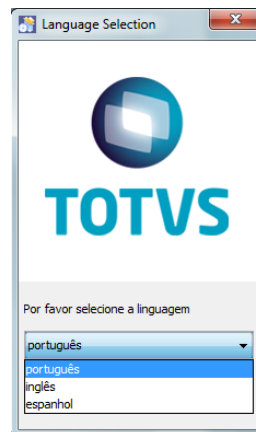 Language Selection
TOTVS
Por favor selecione a linguagem
português
português
inglês
espanhol